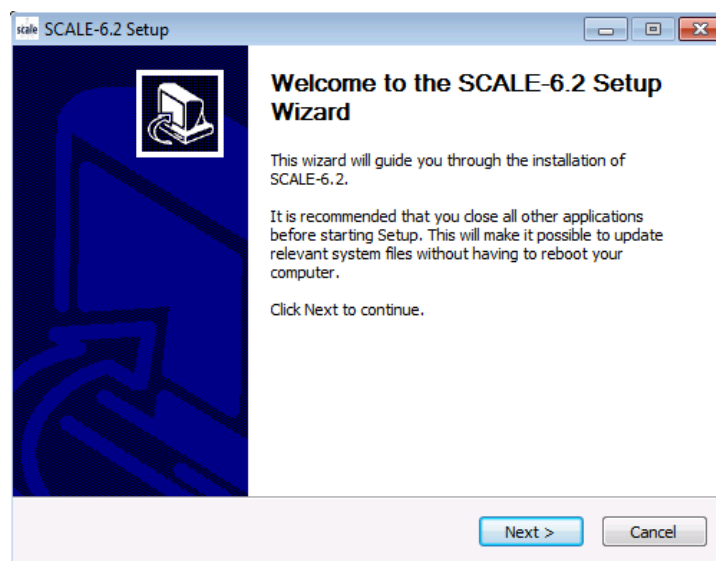 scale SCALE-6.2 Setup
Welcome to the SCALE-6.2 Setup
Wizard
This wizard will guide you through the installation of
SCALE-6.2.
It is recommended that you close all other applications
before starting Setup. This will make it possible to update
relevant system files without having to reboot your
computer.
Click Next to continue.
Next >
Cancel